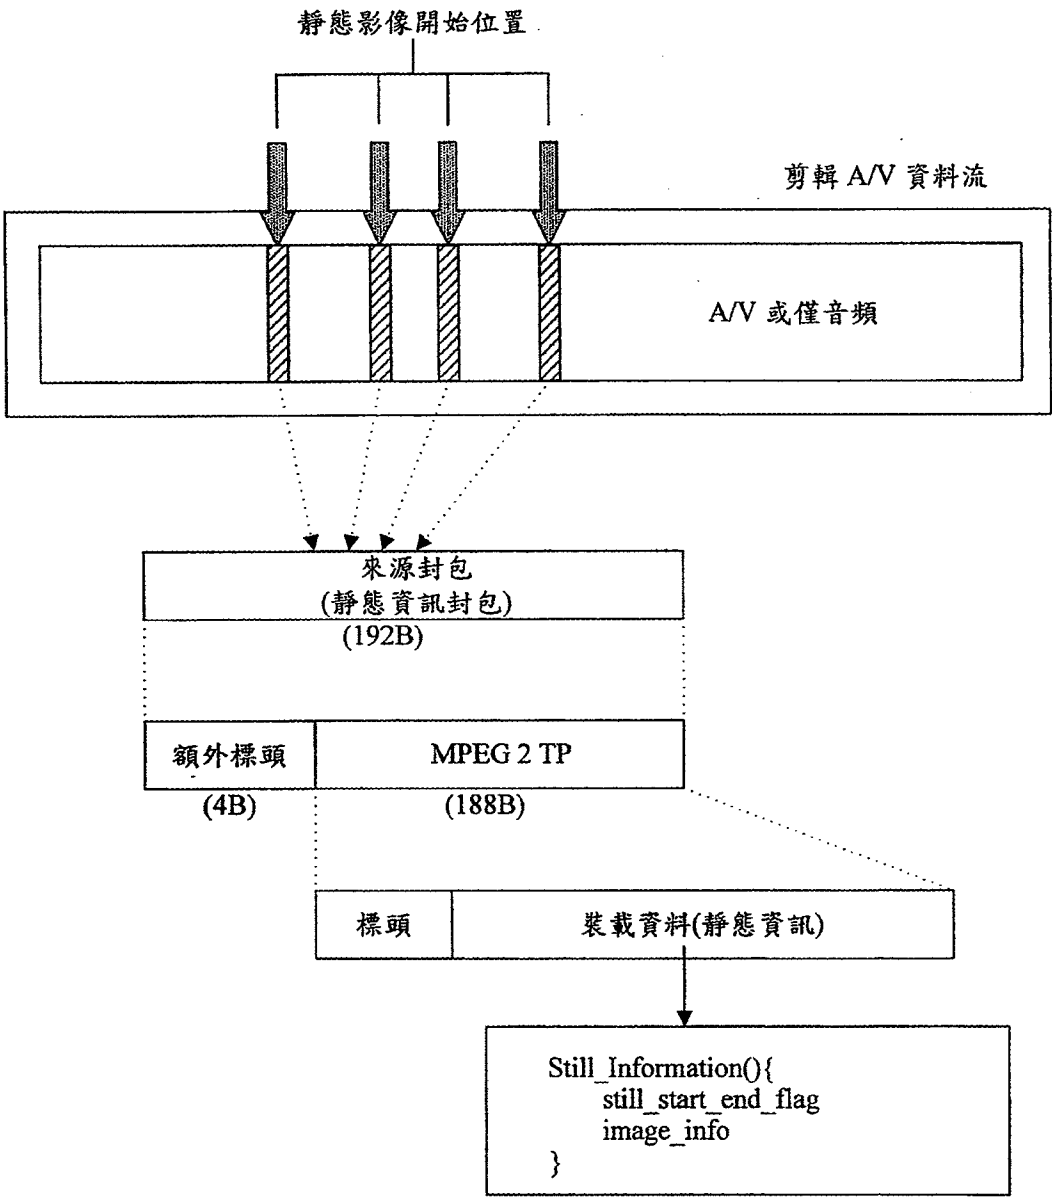 靜態影像開始位置
剪輯 A/V 資料流
A/V 或僅音頻
來源封包
(靜態資訊封包)
(192B)
額外標頭
MPEG 2 TP
(4B)
(188B)
標頭
裝載資料(靜態資訊)
Still_Information(){
still_start_end_flag
image_info
}